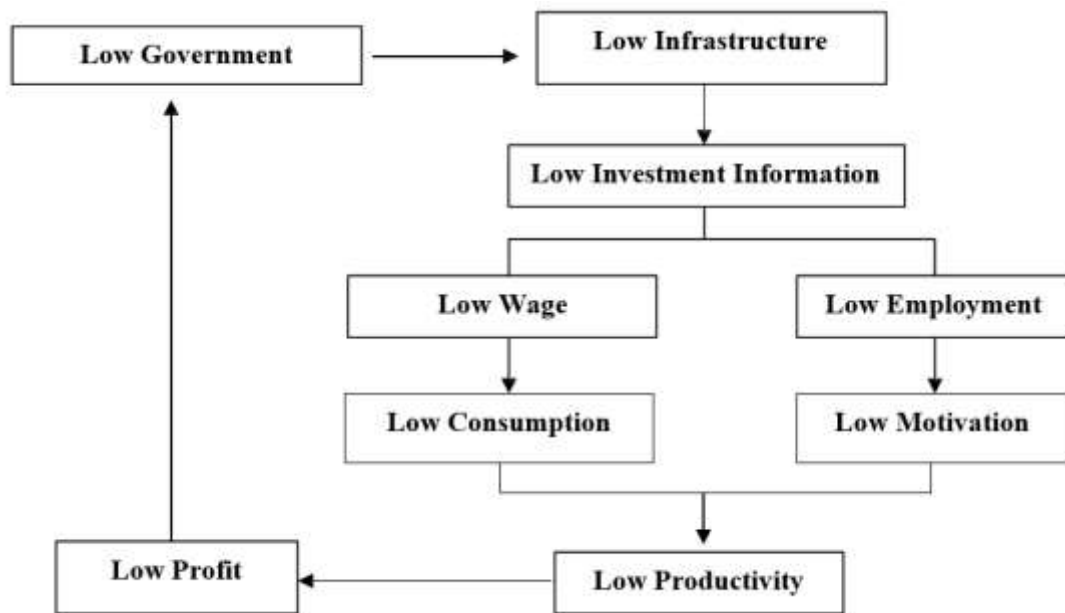 Low Government
Low Infrastructure
Low Investment Information
Low Wage
Low Employment
Low Consumption
Low Motivation
Low Profit
Low Productivity